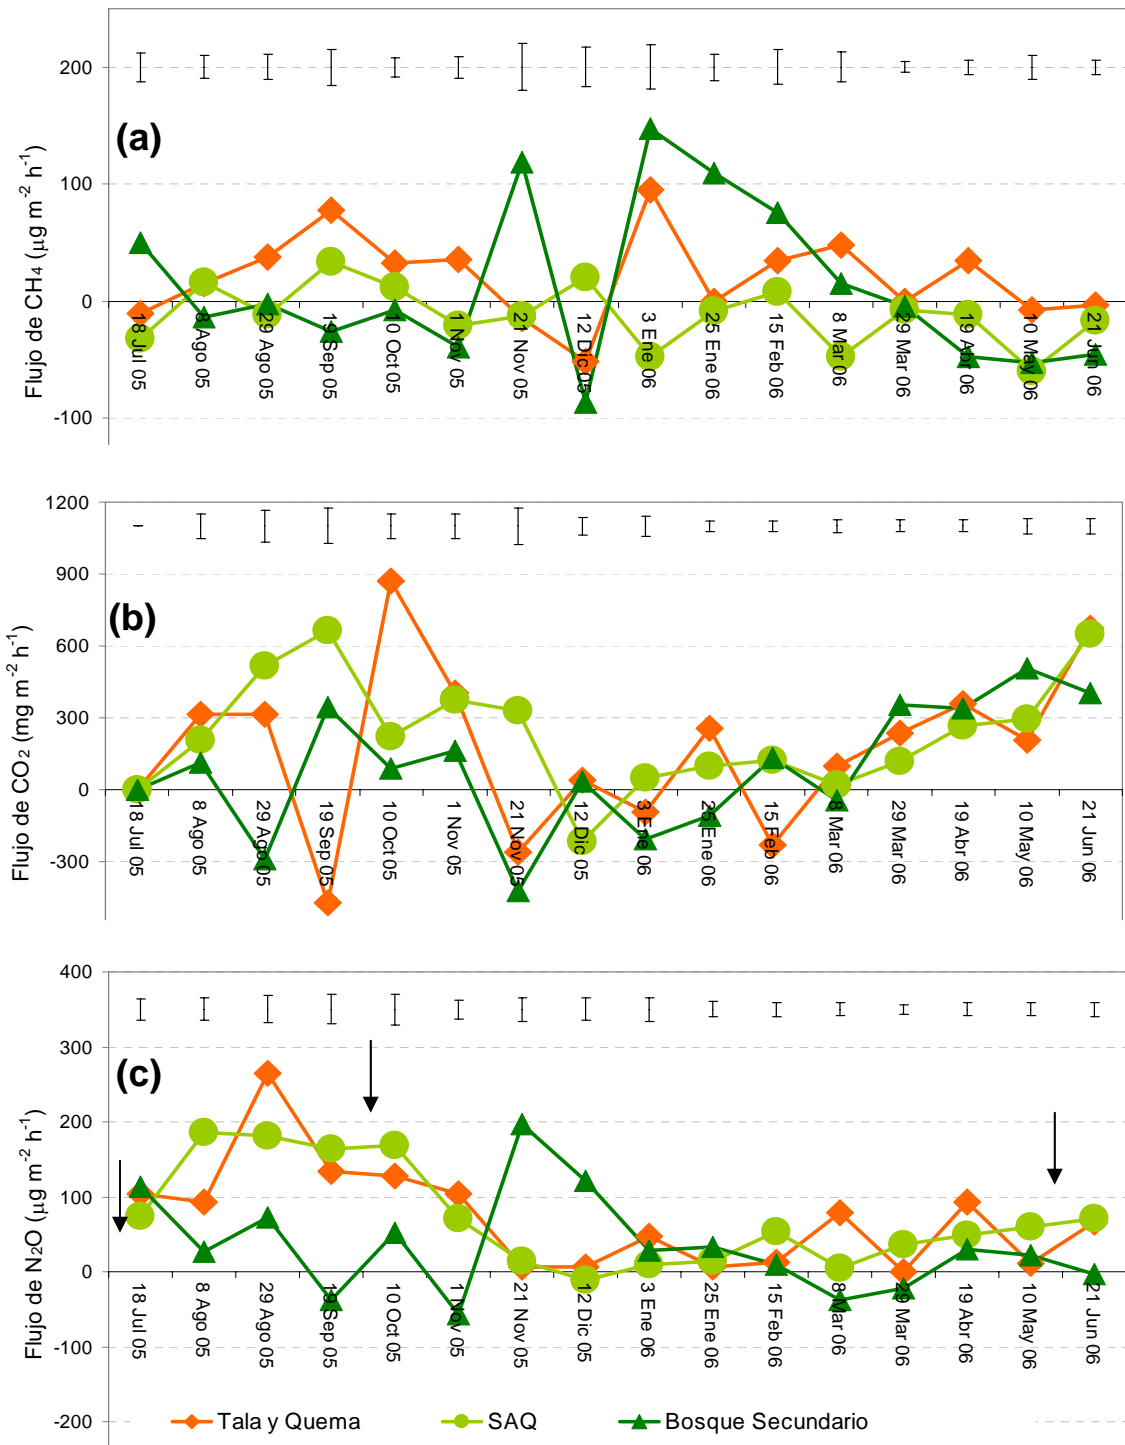 200
(a)
100
0
-100
Flujo de CH₄ (μg m⁻² h⁻¹)
18 Jul 05
8 Ago 05
29 Ago 05
19 Sep 05
10 Oct 05
1 Nov 05
21 Nov 05
12 Dic 05
3 Ene 06
25 Ene 06
15 Feb 06
8 Mar 06
29 Mar 06
19 Abr 06
10 May 06
21 Jun 06
1200
900
(b)
600
300
0
-300
Flujo de CO₂ (mg m⁻² h⁻¹)
18 Jul 05
8 Ago 05
29 Ago 05
19 Sep 05
10 Oct 05
1 Nov 05
21 Nov 05
12 Dic 05
3 Ene 06
25 Ene 06
15 Feb 06
8 Mar 06
29 Mar 06
19 Abr 06
10 May 06
21 Jun 06
400
(c)
300
200
100
0
-100
-200
Flujo de N₂O (μg m⁻² h⁻¹)
18 Jul 05
8 Ago 05
29 Ago 05
19 Sep 05
10 Oct 05
1 Nov 05
21 Nov 05
12 Dic 05
3 Ene 06
25 Ene 06
15 Feb 06
8 Mar 06
29 Mar 06
19 Abr 06
10 May 06
21 Jun 06
Tala y Quema SAQ Bosque Secundario